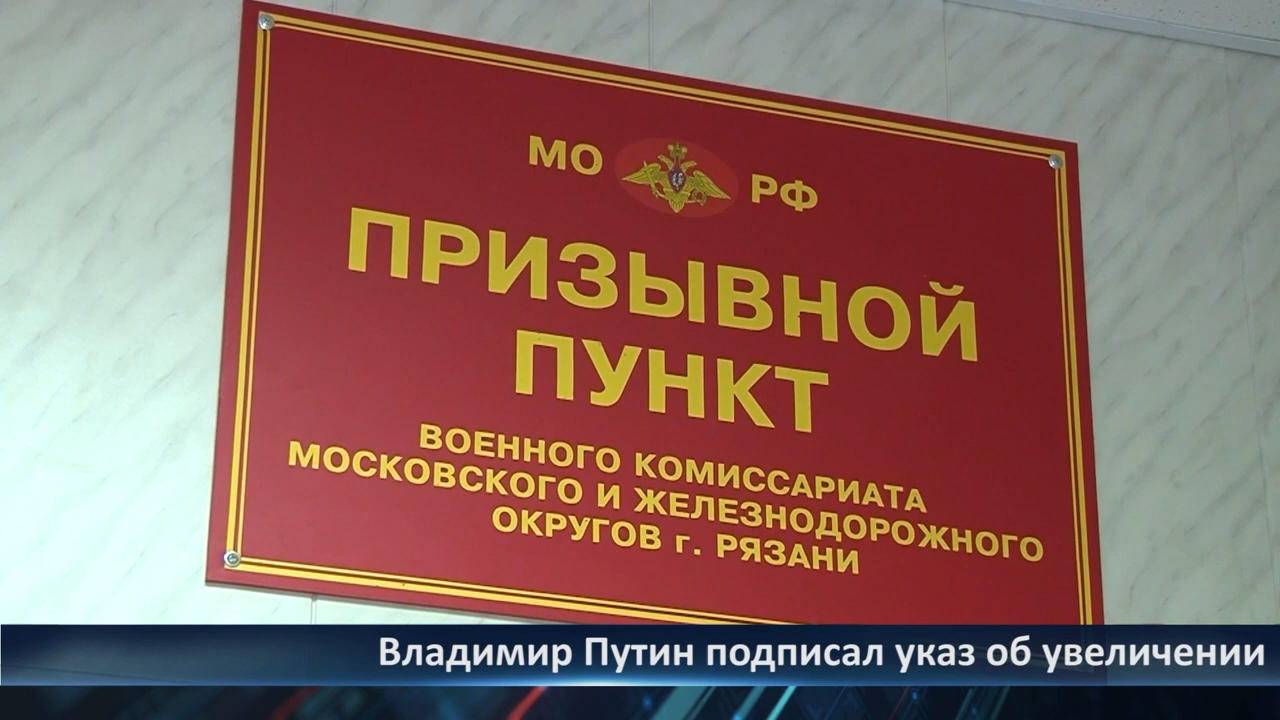 МО РФ
ПРИЗЫВНОЙ
ПУНКТ
ВОЕННОГО КОМИССАРИАТА
МОСКОВСКОГО И ЖЕЛЕЗНОДОРОЖНОГО
ОКРУГОВ г. РЯЗАНИ
Владимир Путин подписал указ об увеличении